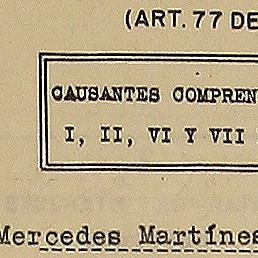 (ART. 77 DE
CAUSANTES COMPREN
I, II, VI Y VII
Mercedes Martínes